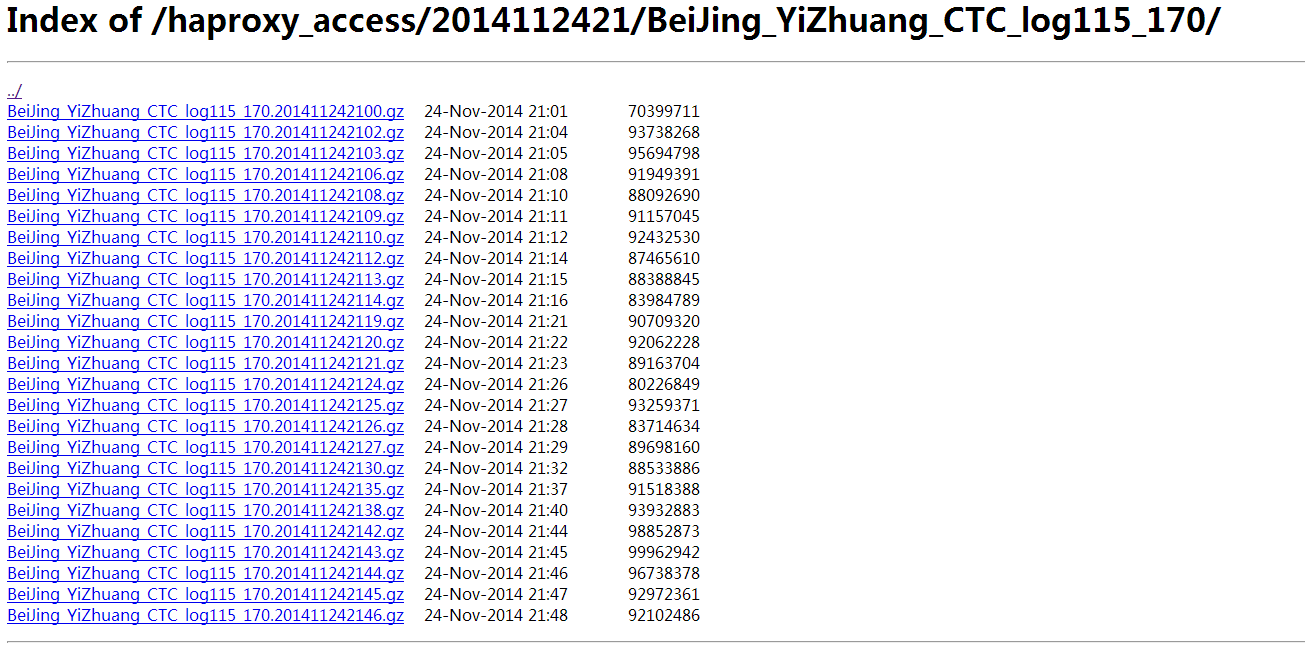 Index of /haproxy_access/2014112421/BeiJing_YiZhuang_CTC_log115_170/
../
BeiJing_YiZhuang_CTC_log115_170.201411242100.gz 24-Nov-2014 21:01 70399711
BeiJing_YiZhuang_CTC_log115_170.201411242102.gz 24-Nov-2014 21:04 93738268
BeiJing_YiZhuang_CTC_log115_170.201411242103.gz 24-Nov-2014 21:05 95694798
BeiJing_YiZhuang_CTC_log115_170.201411242106.gz 24-Nov-2014 21:08 91949391
BeiJing_YiZhuang_CTC_log115_170.201411242108.gz 24-Nov-2014 21:10 88092690
BeiJing_YiZhuang_CTC_log115_170.201411242109.gz 24-Nov-2014 21:11 91157045
BeiJing_YiZhuang_CTC_log115_170.201411242110.gz 24-Nov-2014 21:12 92432530
BeiJing_YiZhuang_CTC_log115_170.201411242112.gz 24-Nov-2014 21:14 87465610
BeiJing_YiZhuang_CTC_log115_170.201411242113.gz 24-Nov-2014 21:15 88388845
BeiJing_YiZhuang_CTC_log115_170.201411242114.gz 24-Nov-2014 21:16 83984789
BeiJing_YiZhuang_CTC_log115_170.201411242119.gz 24-Nov-2014 21:21 90709320
BeiJing_YiZhuang_CTC_log115_170.201411242120.gz 24-Nov-2014 21:22 92062228
BeiJing_YiZhuang_CTC_log115_170.201411242121.gz 24-Nov-2014 21:23 89163704
BeiJing_YiZhuang_CTC_log115_170.201411242124.gz 24-Nov-2014 21:26 80226849
BeiJing_YiZhuang_CTC_log115_170.201411242125.gz 24-Nov-2014 21:27 93259371
BeiJing_YiZhuang_CTC_log115_170.201411242126.gz 24-Nov-2014 21:28 83714634
BeiJing_YiZhuang_CTC_log115_170.201411242127.gz 24-Nov-2014 21:29 89698160
BeiJing_YiZhuang_CTC_log115_170.201411242130.gz 24-Nov-2014 21:32 88533886
BeiJing_YiZhuang_CTC_log115_170.201411242135.gz 24-Nov-2014 21:37 91518388
BeiJing_YiZhuang_CTC_log115_170.201411242138.gz 24-Nov-2014 21:40 93932883
BeiJing_YiZhuang_CTC_log115_170.201411242142.gz 24-Nov-2014 21:44 98852873
BeiJing_YiZhuang_CTC_log115_170.201411242143.gz 24-Nov-2014 21:45 99962942
BeiJing_YiZhuang_CTC_log115_170.201411242144.gz 24-Nov-2014 21:46 96738378
BeiJing_YiZhuang_CTC_log115_170.201411242145.gz 24-Nov-2014 21:47 92972361
BeiJing_YiZhuang_CTC_log115_170.201411242146.gz 24-Nov-2014 21:48 92102486